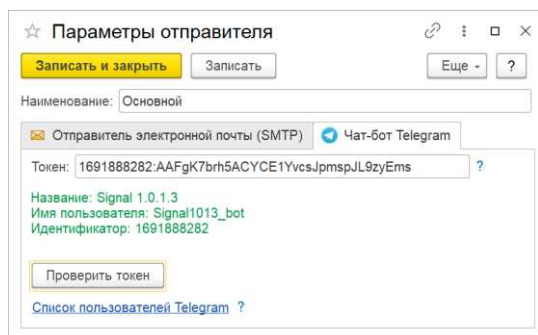 Параметры отправителя
Записать и закрыть Записать Еще ?
Наименование: Основной
Отправитель электронной почты (SMTP) Чат-бот Telegram
Токен: 1691888282:AAFgK7brh5ACYCE1YvcsJpmspJL9zyEms ?
Название: Signal 1.0.1.3
Имя пользователя: Signal1013_bot
Идентификатор: 1691888282
Проверить токен
Список пользователей Telegram ?